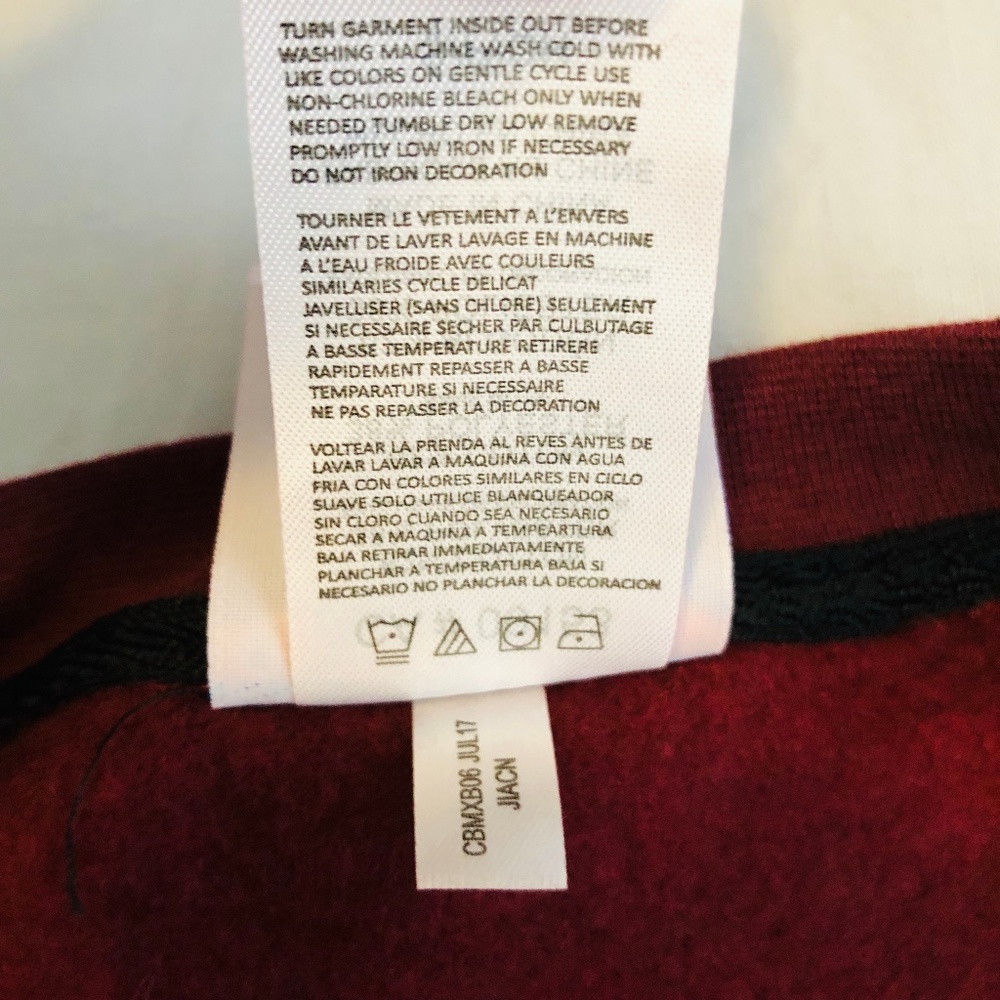 TURN GARMENT INSIDE OUT BEFORE
WASHING MACHINE WASH COLD WITH
LIKE COLORS ON GENTLE CYCLE USE
NON-CHLORINE BLEACH ONLY WHEN
NEEDED TUMBLE DRY LOW REMOVE
PROMPTLY LOW IRON IF NECESSARY
DO NOT IRON DECORATION
TOURNER LE VETEMENT A L'ENVERS
AVANT DE LAVER LAVAGE EN MACHINE
A L'EAU FROIDE AVEC COULEURS
SIMILARIES CYCLE DELICAT
JAVELLISER (SANS CHLORE) SEULEMENT
SI NECESSAIRE SECHER PAR CULBUTAGE
A BASSE TEMPERATURE RETIRERE
RAPIDEMENT REPASSER A BASSE
TEMPARATURE SI NECESSAIRE
NE PAS REPASSER LA DECORATION
VOLTEAR LA PRENDA AL REVES ANTES DE
LAVAR LAVAR A MAQUINA CON AGUA
FRIA CON COLORES SIMILARES EN CICLO
SUAVE SOLO UTILICE BLANQUEADOR
SIN CLORO CUANDO SEA NECESARIO
SECAR A MAQUINA A TEMPEARTURA
BAJA RETIRAR IMMEDIATAMENTE
PLANCHAR A TEMPERATURA BAJA SI
NECESARIO NO PLANCHAR LA DECORACION
CBMXB06 JUL17
JIACN